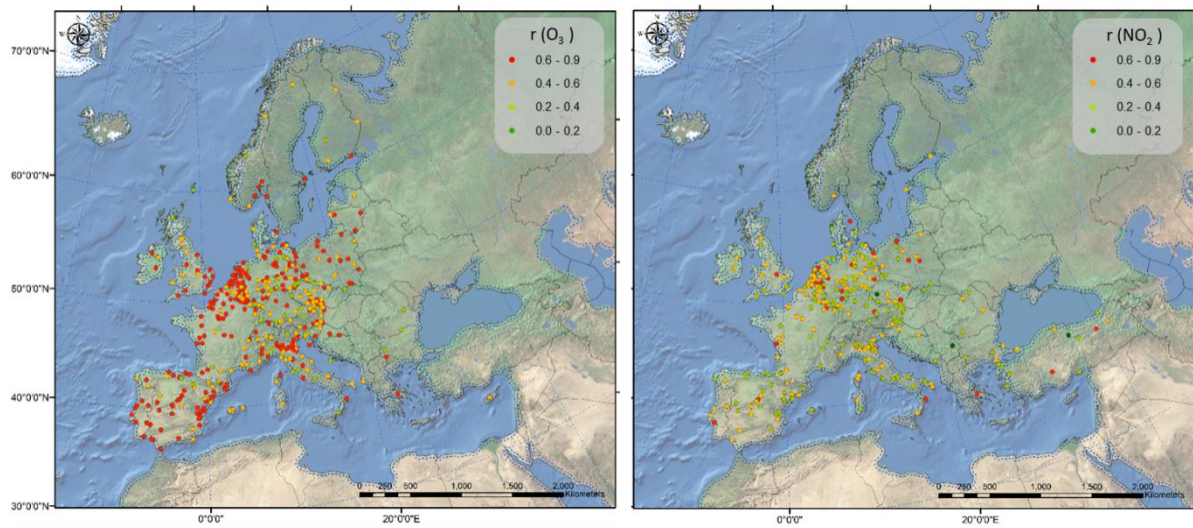 r (O₃ )
0.6 - 0.9
0.4 - 0.6
0.2 - 0.4
0.0 - 0.2
70°0'0"N
60°0'0"N
50°0'0"N
40°0'0"N
30°0'0"N
0 250 500 1,000 1,500 2,000
Kilometers
0°0'0"
20°0'0"E
r (NO₂ )
0.6 - 0.9
0.4 - 0.6
0.2 - 0.4
0.0 - 0.2
0 250 500 1,000 1,500 2,000
Kilometers
0°0'0"
20°0'0"E